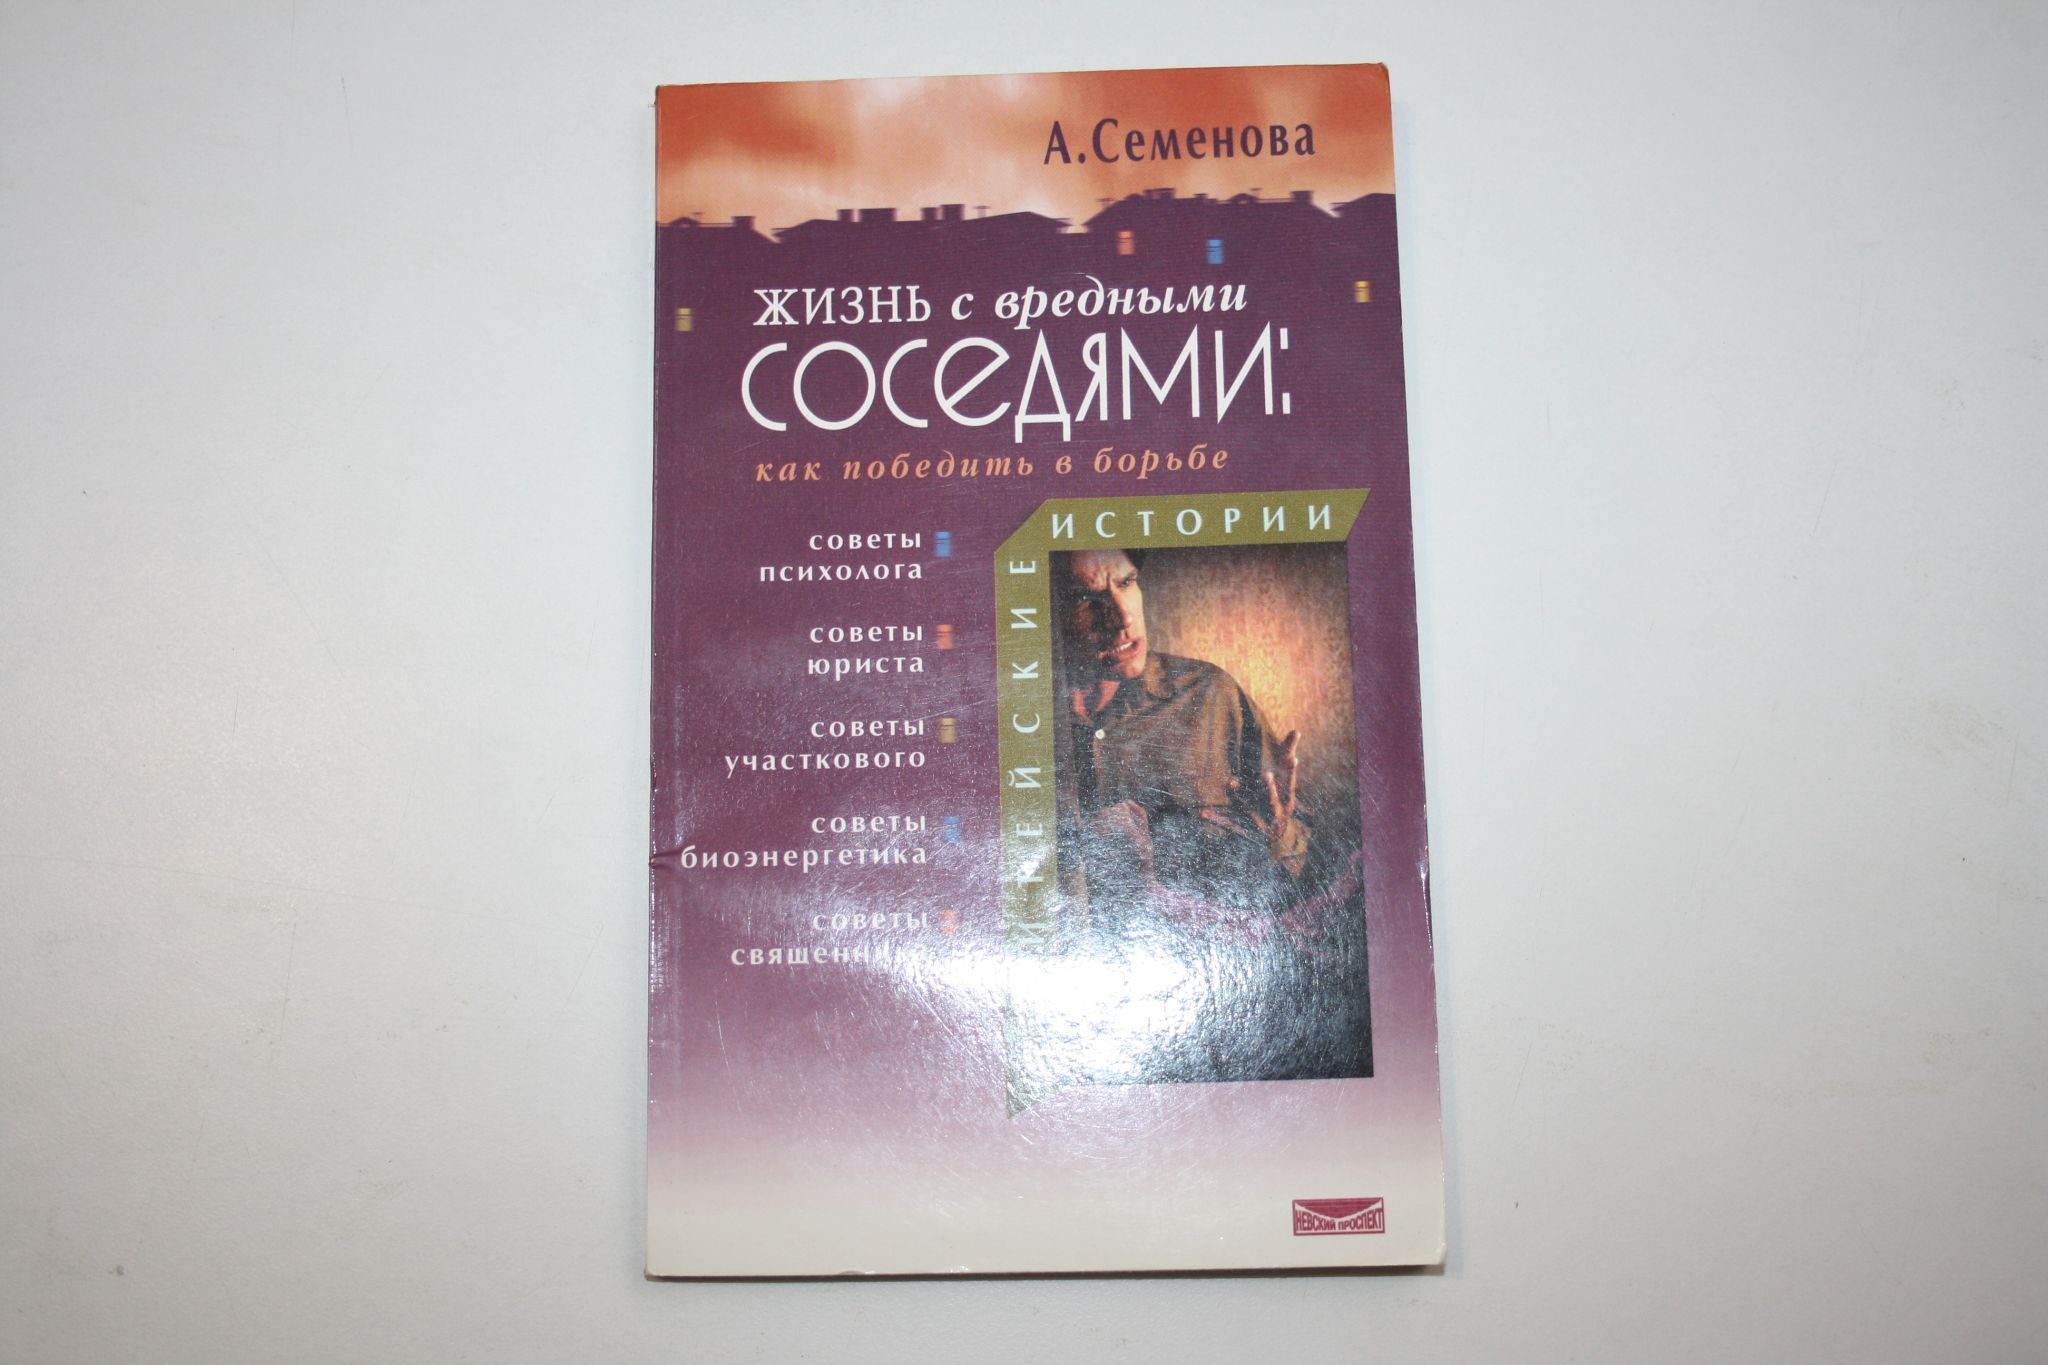 А.Семенова
ЖИЗНЬ с вредными
СОСЕДЯМИ:
как победить в борьбе
ИСТОРИИ
советы
психолога
советы
юриста
советы
участкового
советы
биоэнергетика
советы
священника
НЕВСКИЙ ПРОСПЕКТ